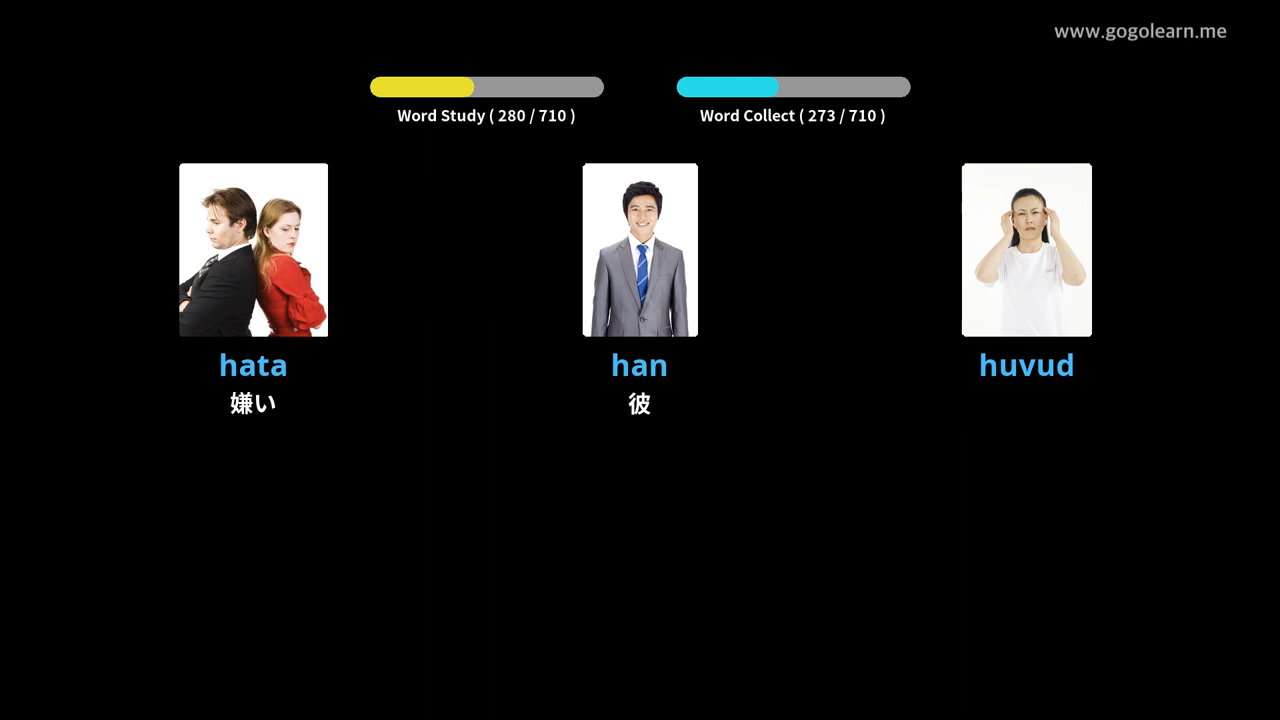 www.gogolearn.me
Word Study ( 280 / 710 )
Word Collect ( 273 / 710 )
hata
han
huvud
嫌い
彼